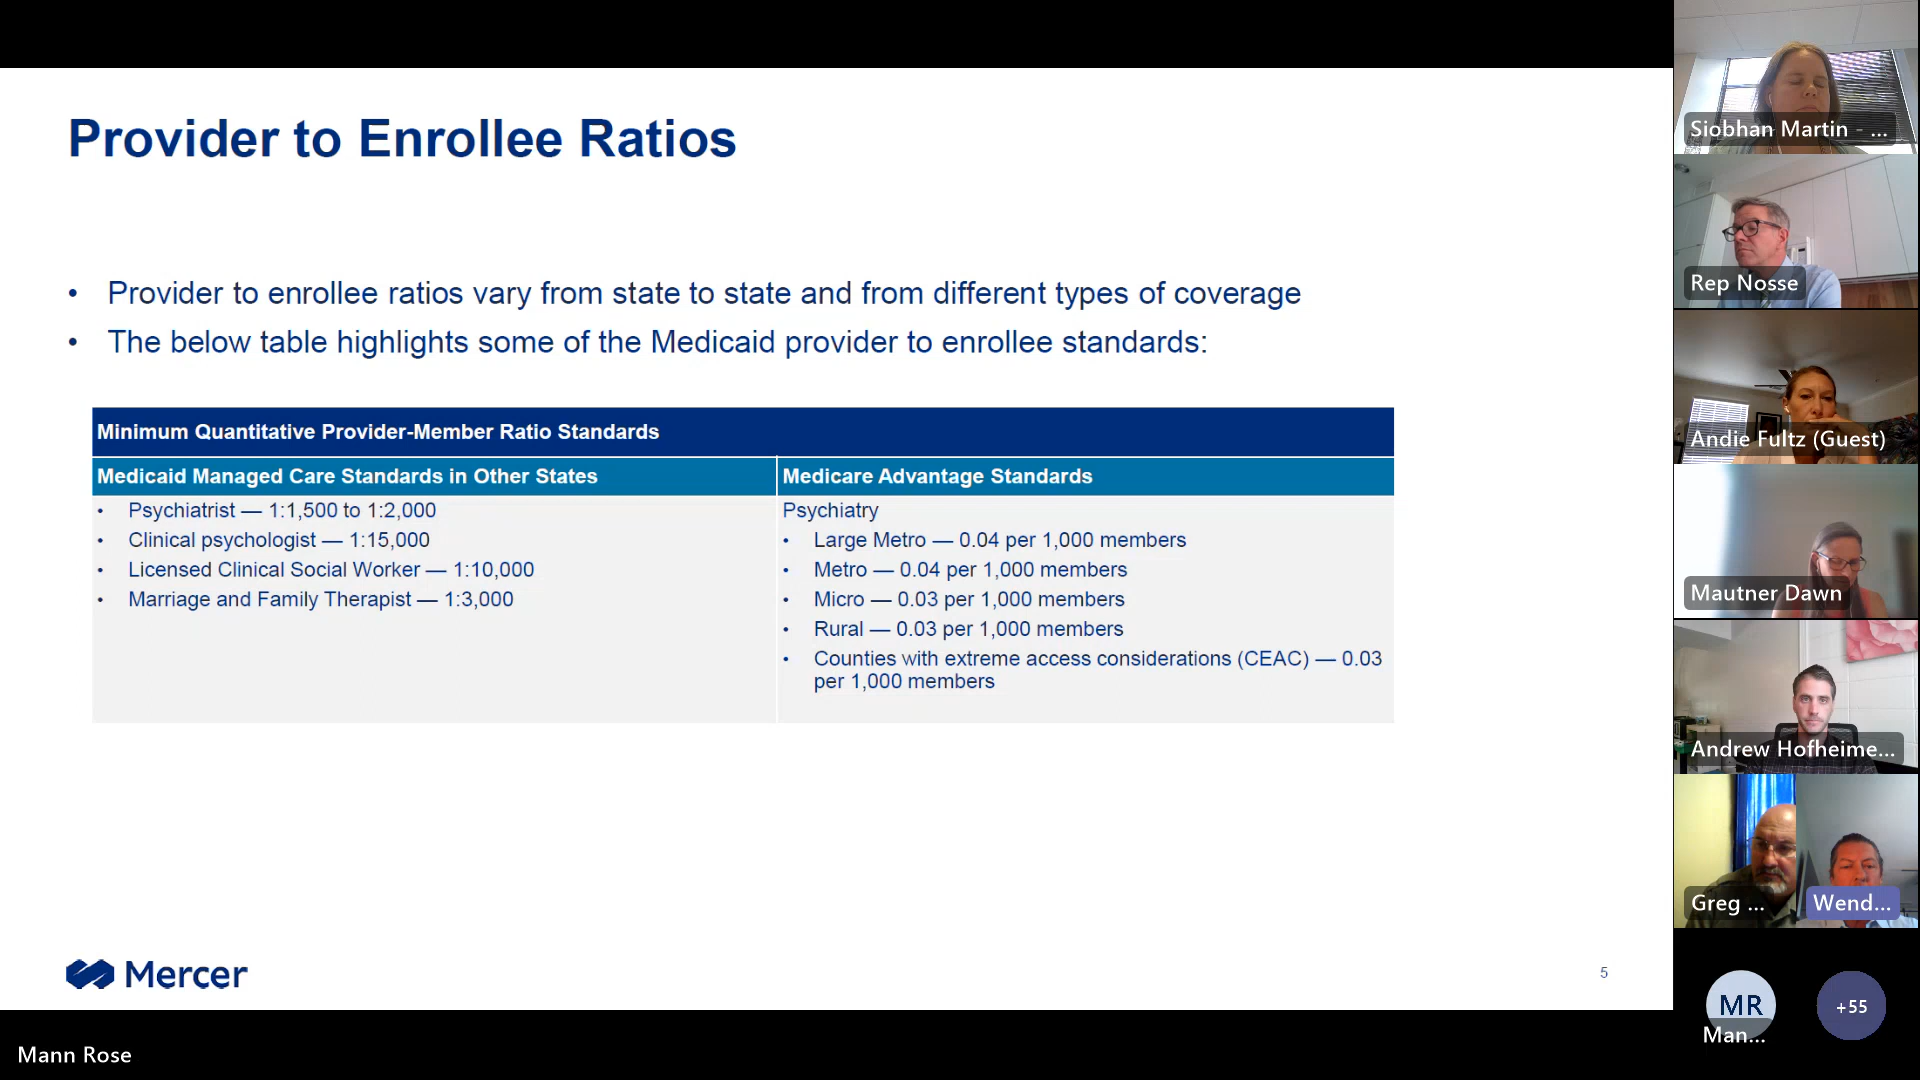 Provider to Enrollee Ratios
• Provider to enrollee ratios vary from state to state and from different types of coverage
• The below table highlights some of the Medicaid provider to enrollee standards:
Minimum Quantitative Provider-Member Ratio Standards
Medicaid Managed Care Standards in Other States
• Psychiatrist — 1:1,500 to 1:2,000
• Clinical psychologist — 1:15,000
• Licensed Clinical Social Worker — 1:10,000
• Marriage and Family Therapist — 1:3,000
Medicare Advantage Standards
Psychiatry
• Large Metro — 0.04 per 1,000 members
• Metro — 0.04 per 1,000 members
• Micro — 0.03 per 1,000 members
• Rural — 0.03 per 1,000 members
• Counties with extreme access considerations (CEAC) — 0.03
per 1,000 members
Mercer
5
Mann Rose
Siobhan Martin - ...
Rep Nosse
Andie Fultz (Guest)
Mautner Dawn
Andrew Hofheime...
Greg ...
Wend...
MR
Man...
+55